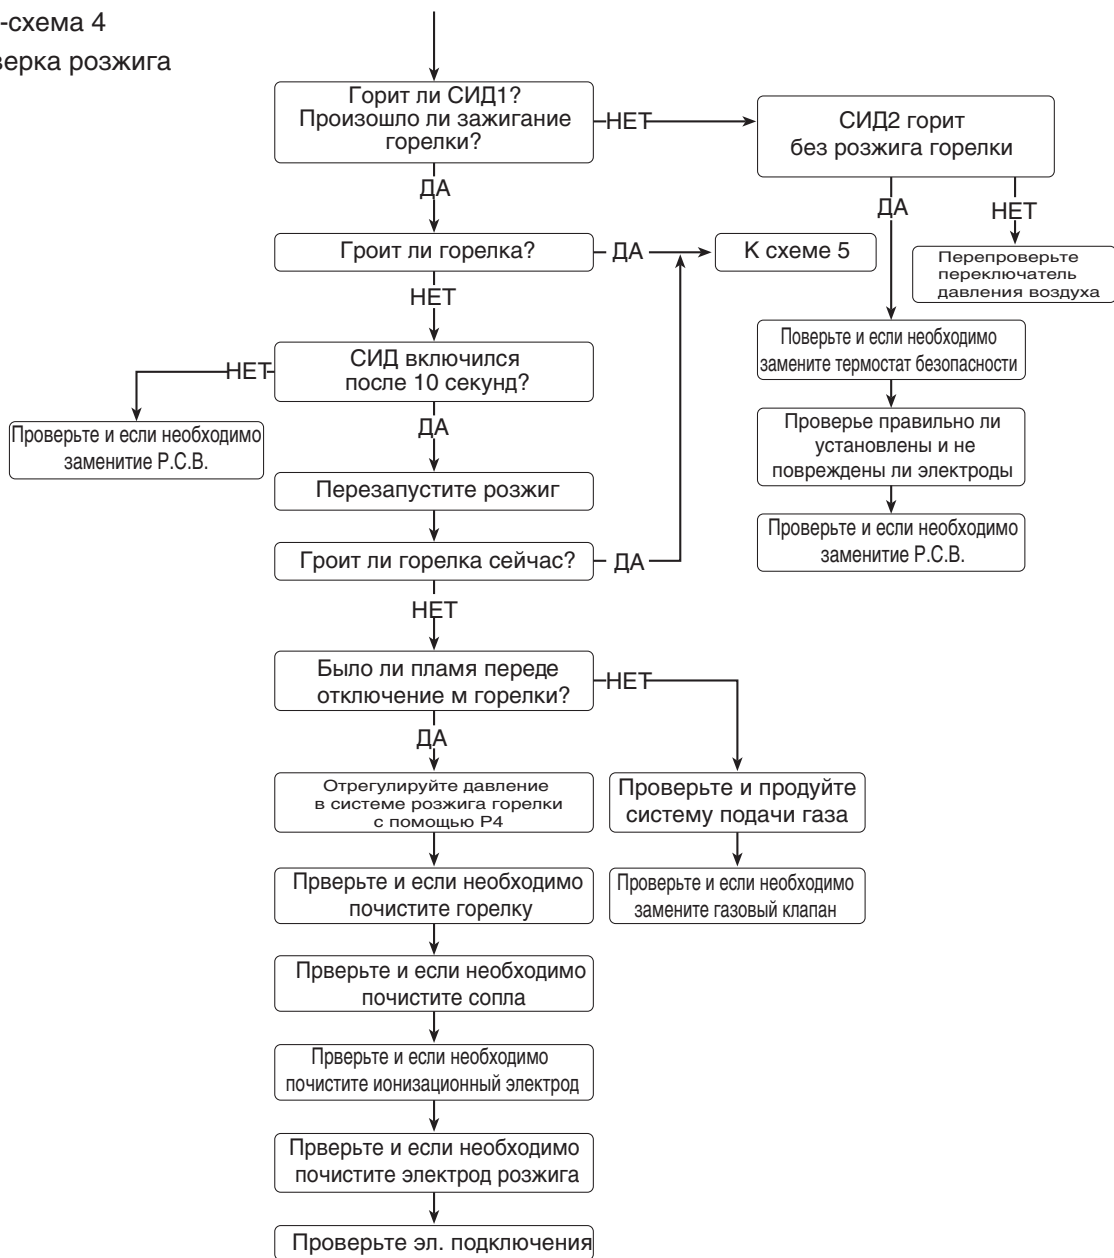 -схема 4
верка розжига
Горит ли СИД1?
Произошло ли зажигание
горелки?
НЕТ
СИД2 горит
без розжига горелки
ДА
ДА
НЕТ
Гроит ли горелка?
ДА
К схеме 5
Перепроверьте
переключатель
давления воздуха
НЕТ
Поверьте и если необходимо
замените термостат безопасности
СИД включился
после 10 секунд?
НЕТ
Проверьте и если необходимо
заменитие P.C.B.
ДА
Проверье правильно ли
установлены и не
повреждены ли электроды
Перезапустите розжиг
Проверьте и если необходимо
заменитие P.C.B.
Гроит ли горелка сейчас?
ДА
НЕТ
Было ли пламя переде
отключение м горелки?
НЕТ
ДА
Отрегулируйте давление
в системе розжига горелки
с помощью P4
Проверьте и продуйте
систему подачи газа
Прверьте и если необходимо
почистите горелку
Проверьте и если необходимо
замените газовый клапан
Прверьте и если необходимо
почистите сопла
Прверьте и если необходимо
почистите ионизационный электрод
Прверьте и если необходимо
почистите электрод розжига
Проверьте эл. подключения